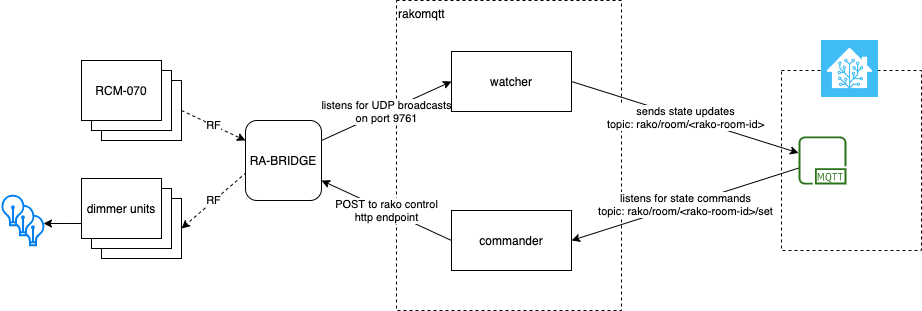 rakomqtt
RCM-070
RF
RA-BRIDGE
RF
dimmer units
listens for UDP broadcasts
on port 9761
watcher
POST to rako control
http endpoint
commander
sends state updates
topic: rako/room/<rako-room-id>
listens for state commands
topic: rako/room/<rako-room-id>/set
MQTT